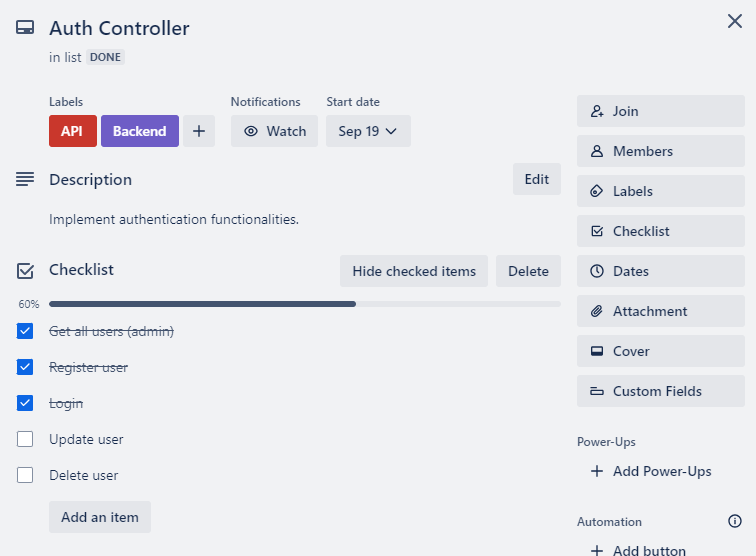 Auth Controller
in list DONE
Labels
API Backend
Notifications
Watch
Start date
Sep 19
Description
Edit
Implement authentication functionalities.
Checklist
Hide checked items
Delete
60%
Get all users (admin)
Register user
Login
Update user
Delete user
Add an item
Join
Members
Labels
Checklist
Dates
Attachment
Cover
Custom Fields
Power-Ups
+ Add Power-Ups
Automation
+ Add button